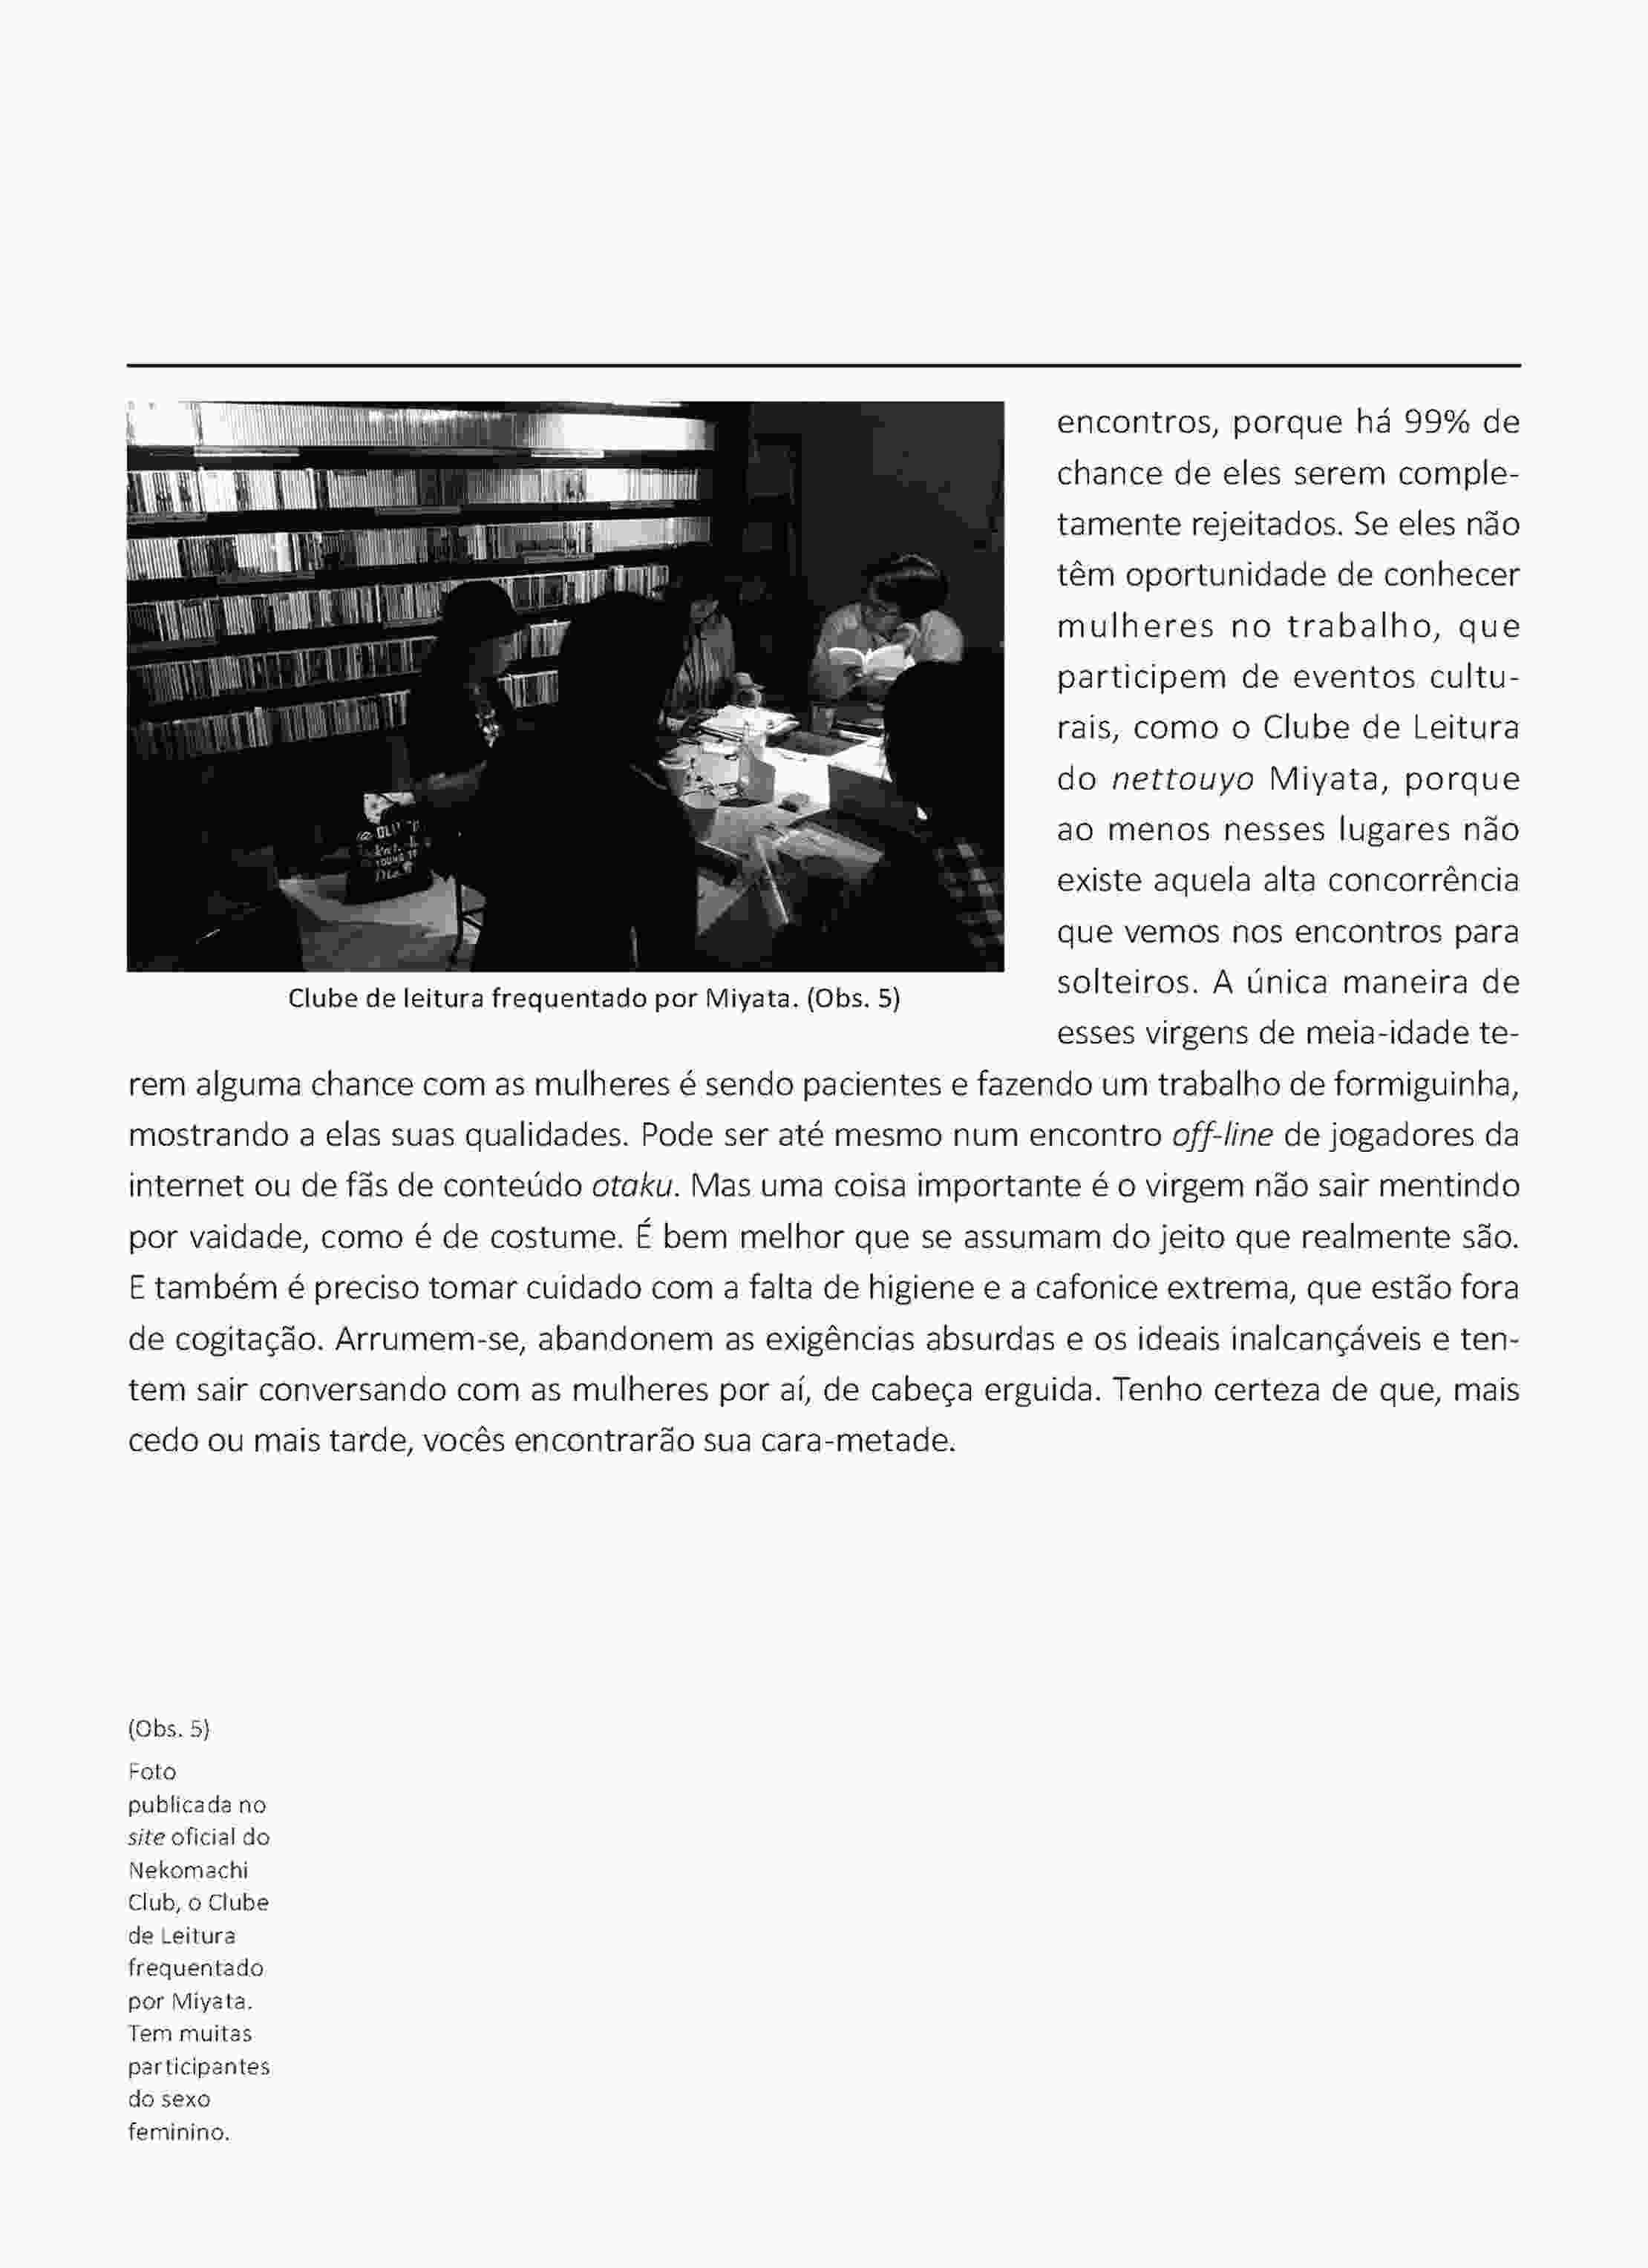 encontros, porque há 99% de
chance de eles serem comple-
tamente rejeitados. Se eles não
têm oportunidade de conhecer
mulheres no trabalho, que
participem de eventos cultu-
rais, como o Clube de Leitura
do nettouyo Miyata, porque
ao menos nesses lugares não
existe aquela alta concorrência
que vemos nos encontros para
solteiros. A única maneira de
esses virgens de meia-idade te-
Clube de leitura frequentado por Miyata. (Obs. 5)
rem alguma chance com as mulheres é sendo pacientes e fazendo um trabalho de formiguinha,
mostrando a elas suas qualidades. Pode ser até mesmo num encontro off-line de jogadores da
internet ou de fãs de conteúdo otaku. Mas uma coisa importante é o virgem não sair mentindo
por vaidade, como é de costume. É bem melhor que se assumam do jeito que realmente são.
E também é preciso tomar cuidado com a falta de higiene e a cafonice extrema, que estão fora
de cogitação. Arrumem-se, abandonem as exigências absurdas e os ideais inalcançáveis e ten-
tem sair conversando com as mulheres por aí, de cabeça erguida. Tenho certeza de que, mais
cedo ou mais tarde, vocês encontrarão sua cara-metade.
(Obs. 5)
Foto
publicada no
site oficial do
Nekomachi
Club, o Clube
de Leitura
frequentado
por Miyata.
Tem muitas
participantes
do sexo
feminino.